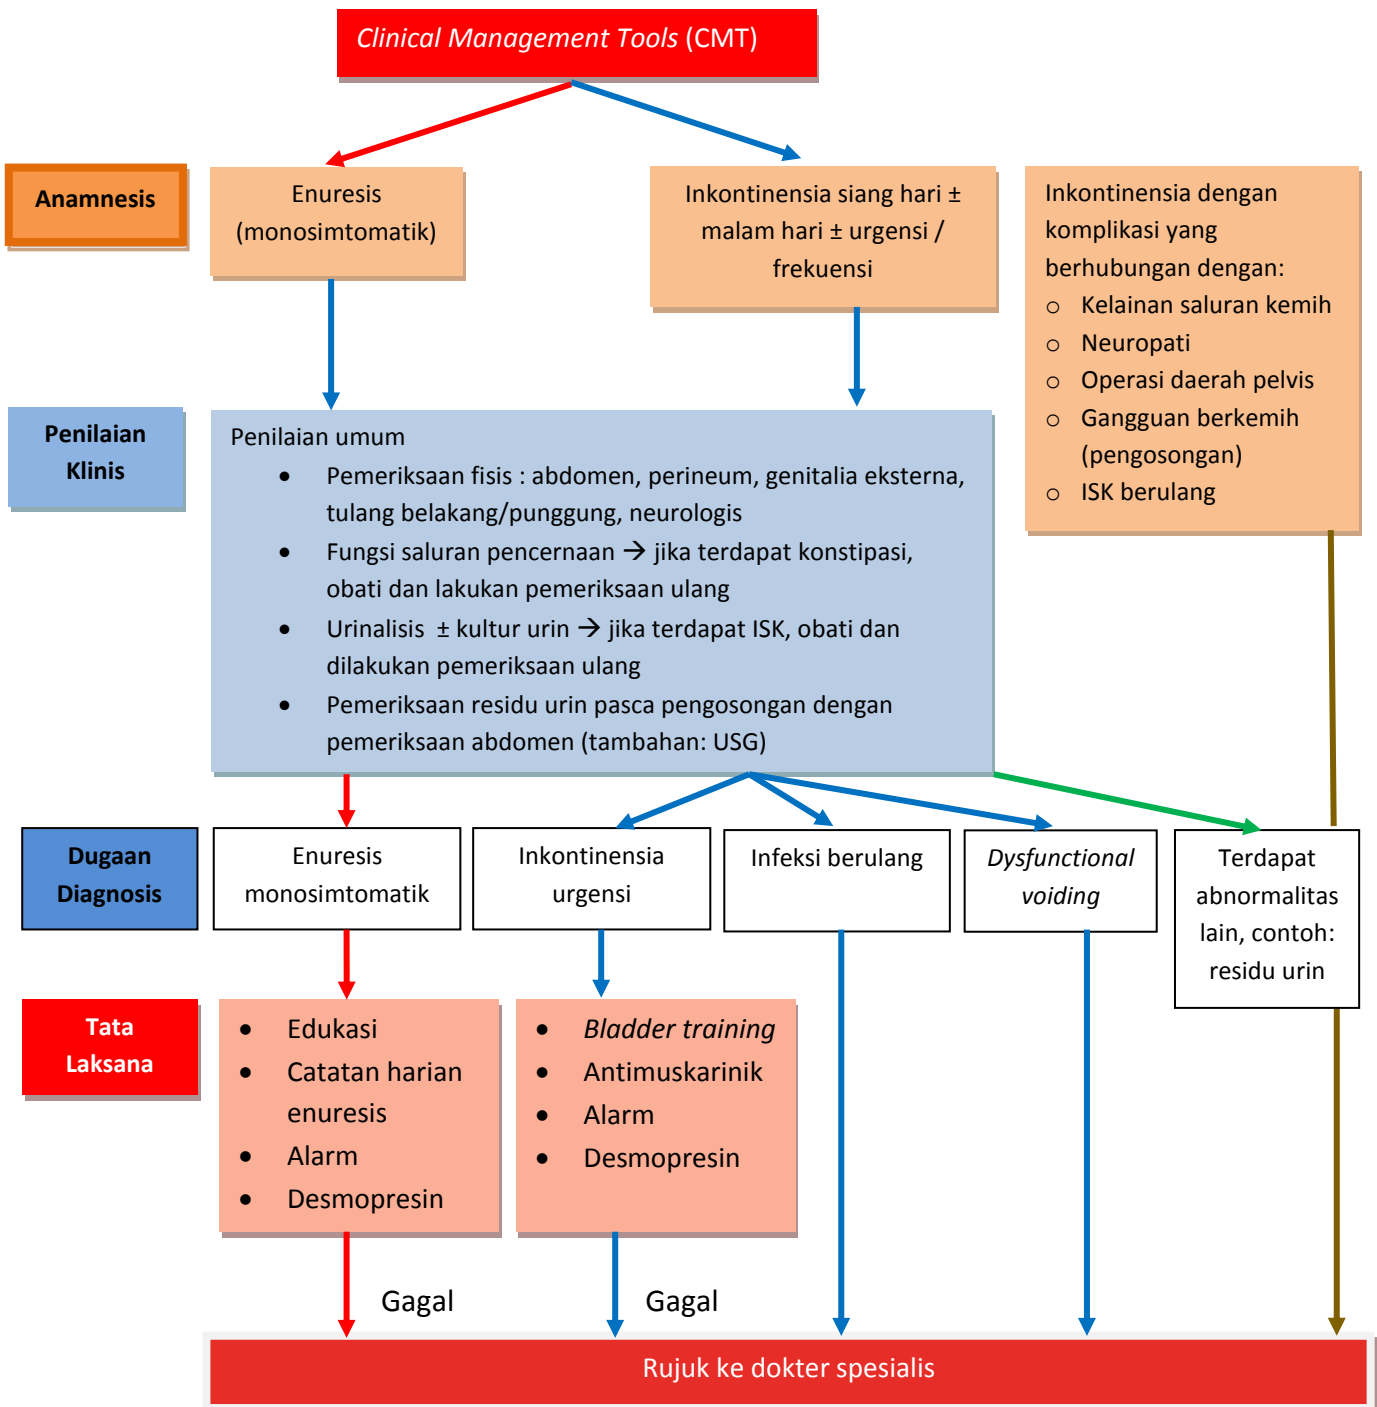 Clinical Management Tools (CMT)
Anamnesis
Enuresis
(monosimtomatik)
Inkontinensia siang hari ±
malam hari ± urgensi /
frekuensi
Inkontinensia dengan
komplikasi yang
berhubungan dengan:
o Kelainan saluran kemih
o Neuropati
o Operasi daerah pelvis
o Gangguan berkemih
(pengosongan)
o ISK berulang
Penilaian
Klinis
Penilaian umum
• Pemeriksaan fisis : abdomen, perineum, genitalia eksterna,
tulang belakang/punggung, neurologis
• Fungsi saluran pencernaan → jika terdapat konstipasi,
obati dan lakukan pemeriksaan ulang
• Urinalisis ± kultur urin → jika terdapat ISK, obati dan
dilakukan pemeriksaan ulang
• Pemeriksaan residu urin pasca pengosongan dengan
pemeriksaan abdomen (tambahan: USG)
Dugaan
Diagnosis
Enuresis
monosimtomatik
Inkontinensia
urgensi
Infeksi berulang
Dysfunctional
voiding
Terdapat
abnormalitas
lain, contoh:
residu urin
Tata
Laksana
• Edukasi
• Catatan harian
enuresis
• Alarm
• Desmopresin
• Bladder training
• Antimuskarinik
• Alarm
• Desmopresin
Gagal
Gagal
Rujuk ke dokter spesialis